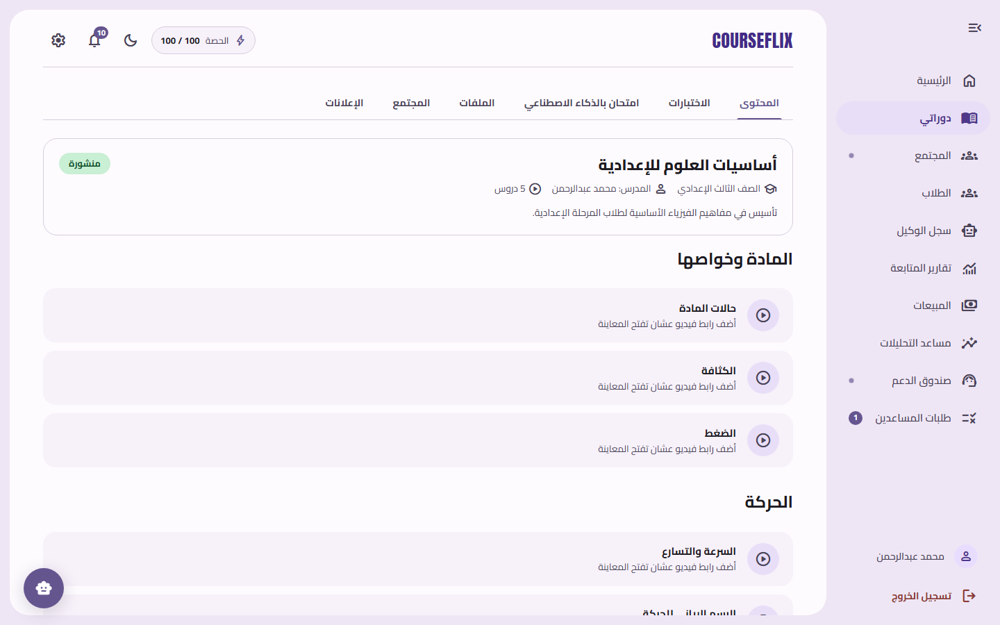 COURSEFLIX
الحصة 100 / 100
10
الرئيسية
دوراتي
المجتمع
الطلاب
سجل الوكيل
تقارير المتابعة
المبيعات
مساعد التحليلات
صندوق الدعم
طلبات المساعدين 1
محمد عبدالرحمن
تسجيل الخروج
المحتوى
الاختبارات
امتحان بالذكاء الاصطناعي
الملفات
المجتمع
الإعلانات
أساسيات العلوم للإعدادية
منشورة
الصف الثالث الإعدادي المدرس: محمد عبدالرحمن 5 دروس
تأسيس في مفاهيم الفيزياء الأساسية لطلاب المرحلة الإعدادية.
المادة وخواصها
حالات المادة
أضف رابط فيديو عشان تفتح المعاينة
الكثافة
أضف رابط فيديو عشان تفتح المعاينة
الضغط
أضف رابط فيديو عشان تفتح المعاينة
الحركة
السرعة والتسارع
أضف رابط فيديو عشان تفتح المعاينة
الرسم البياني للحركة